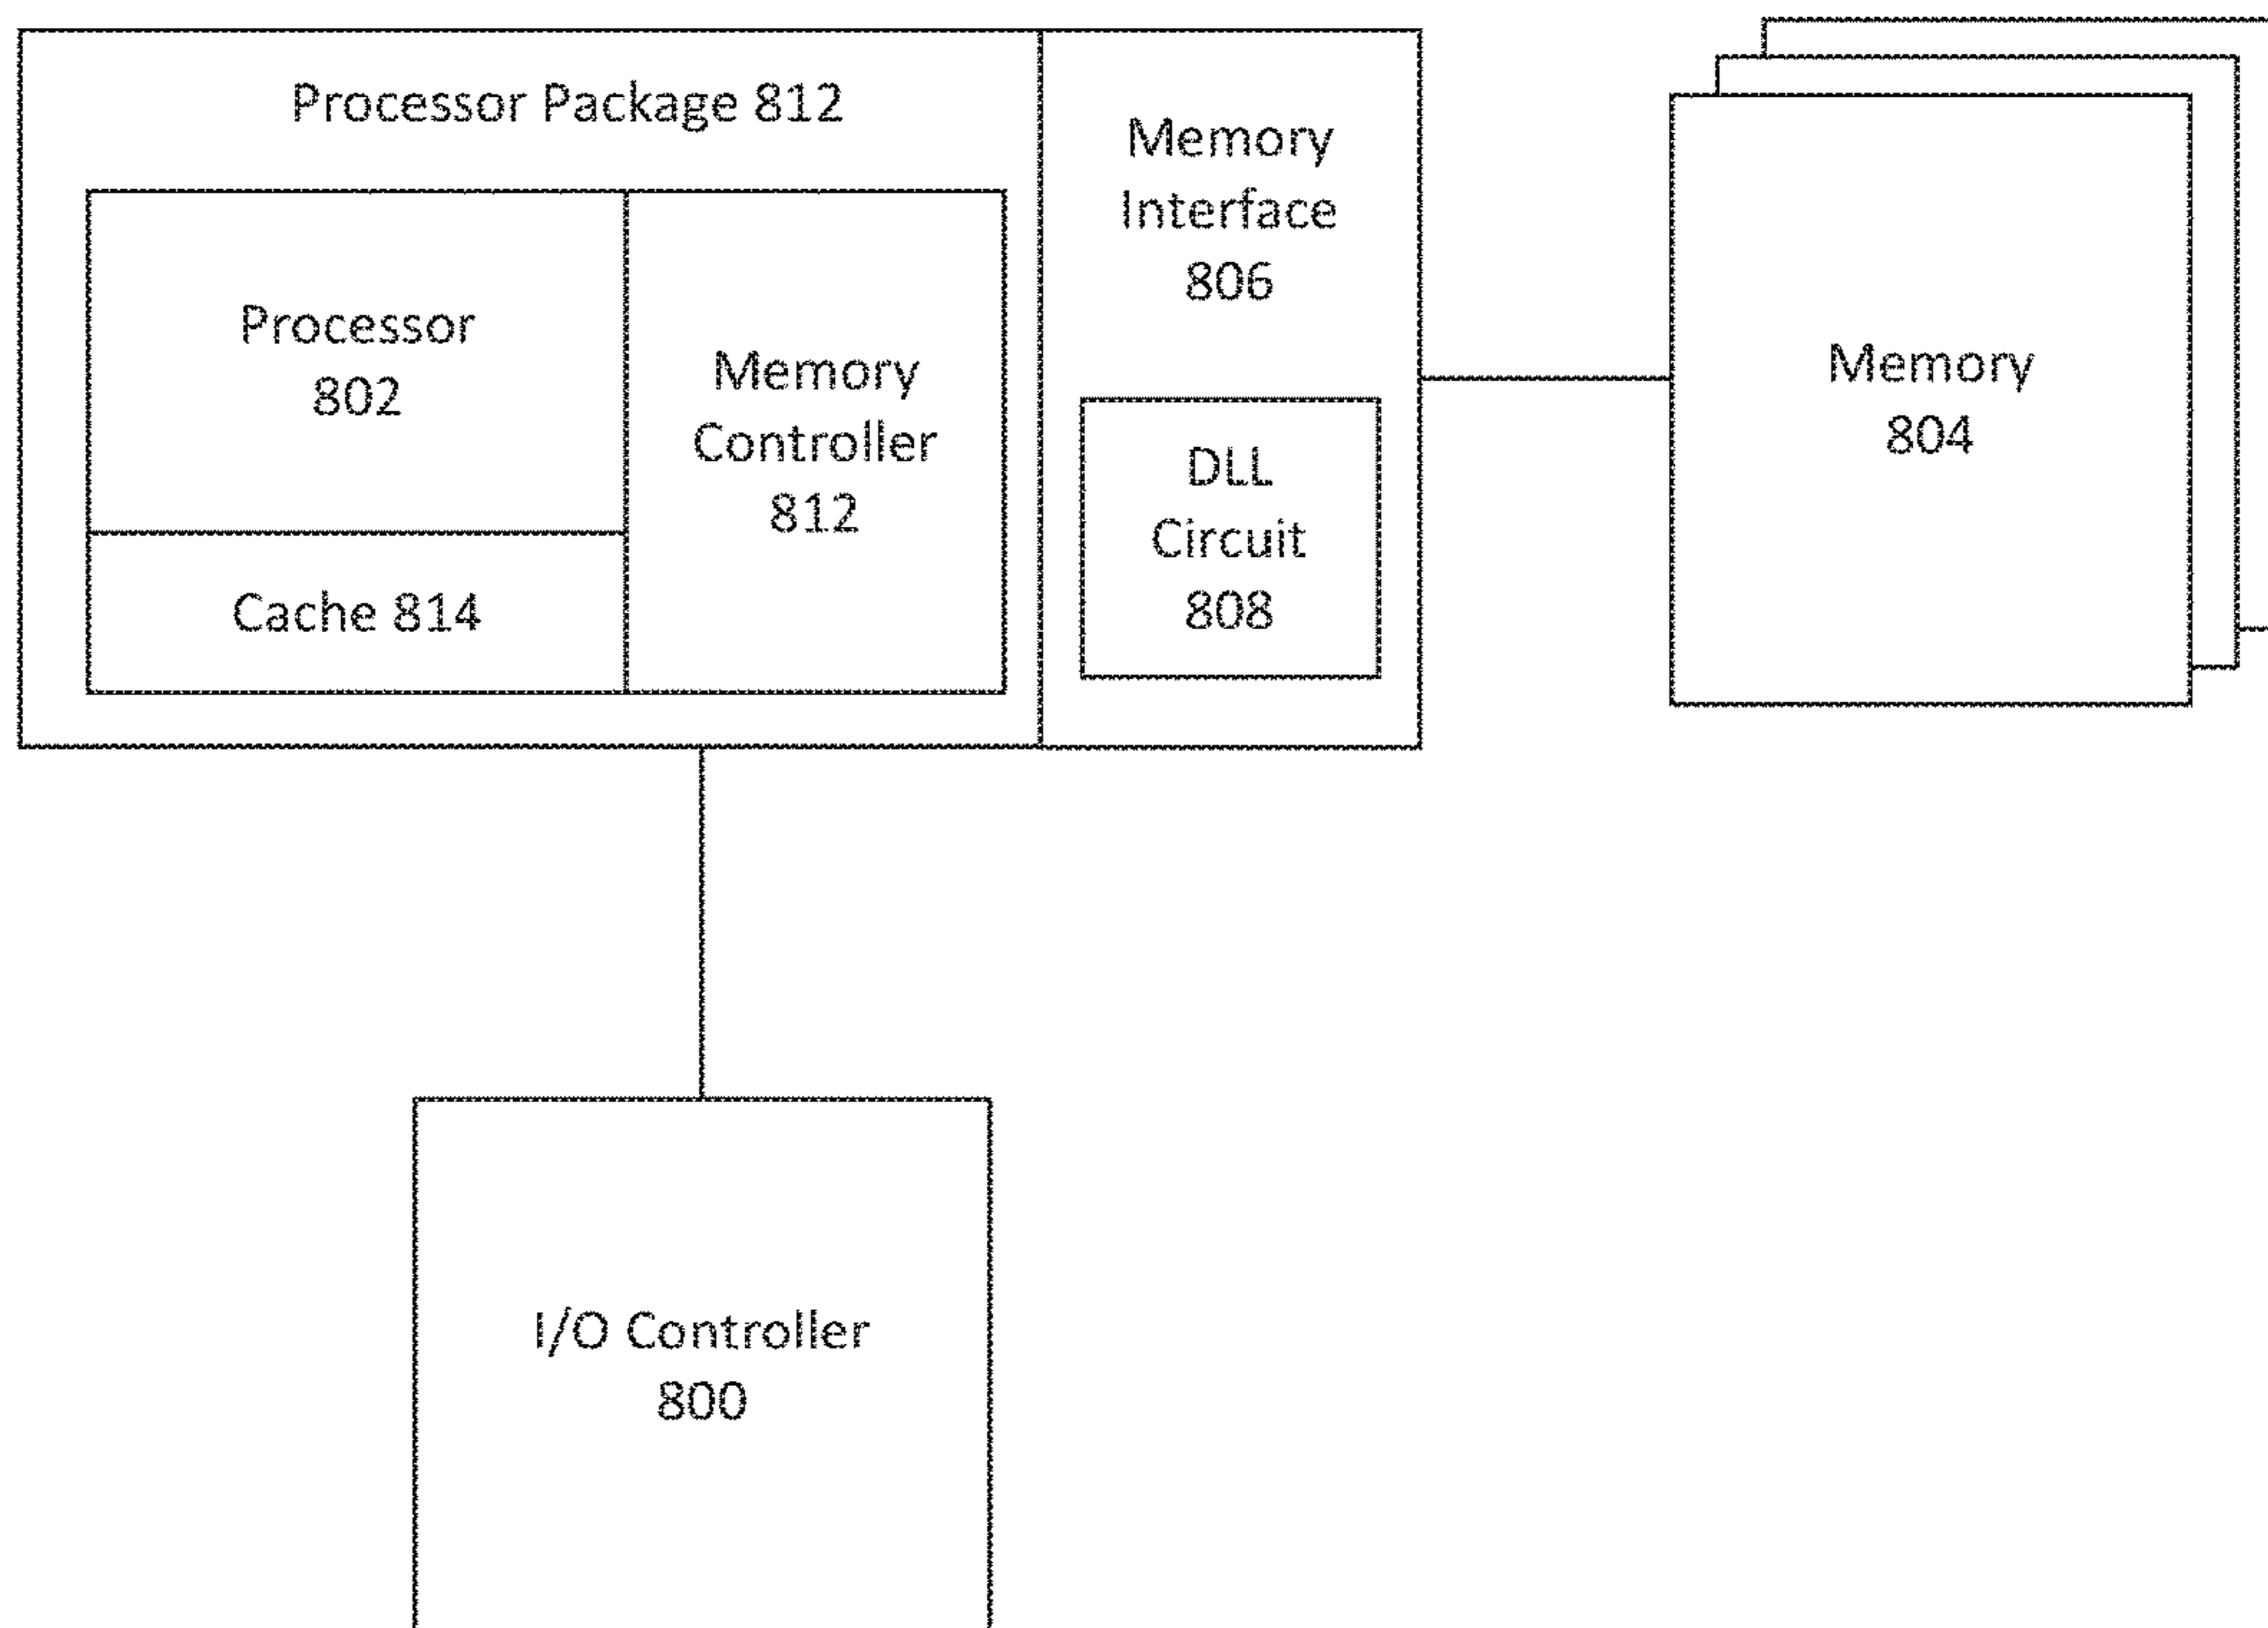 Processor Package 812
Processor
802
Cache 814
Memory
Controller
812
Memory
Interface
806
DLL
Circuit
808
Memory
804
I/O Controller
800